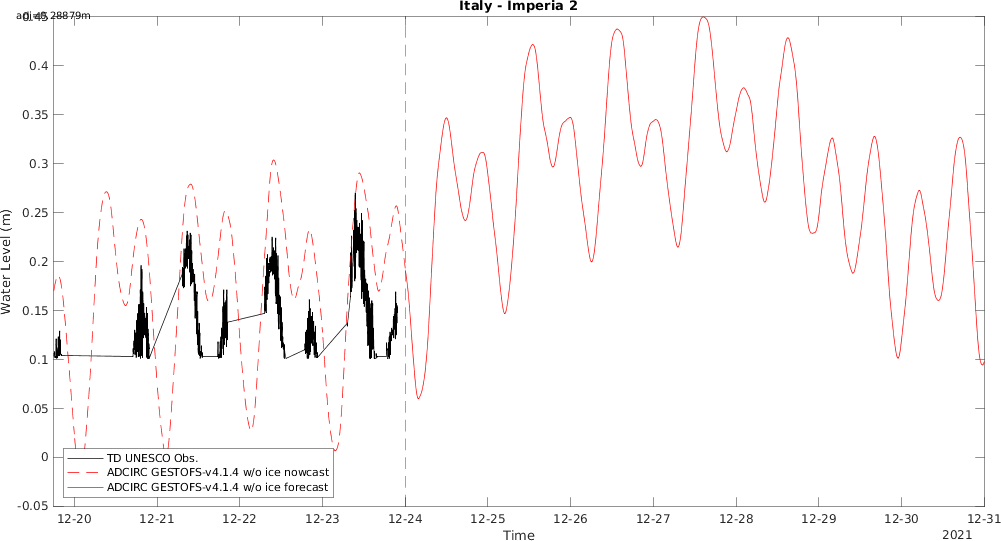 Italy - Imperia 2
0.45
0.4
0.35
0.3
0.25
0.2
0.15
0.1
0.05
0
-0.05
Water Level (m)
TD UNESCO Obs.
ADCIRC GESTOFS-v4.1.4 w/o ice nowcast
ADCIRC GESTOFS-v4.1.4 w/o ice forecast
12-20 12-21 12-22 12-23 12-24 12-25 12-26 12-27 12-28 12-29 12-30 12-31
Time
2021